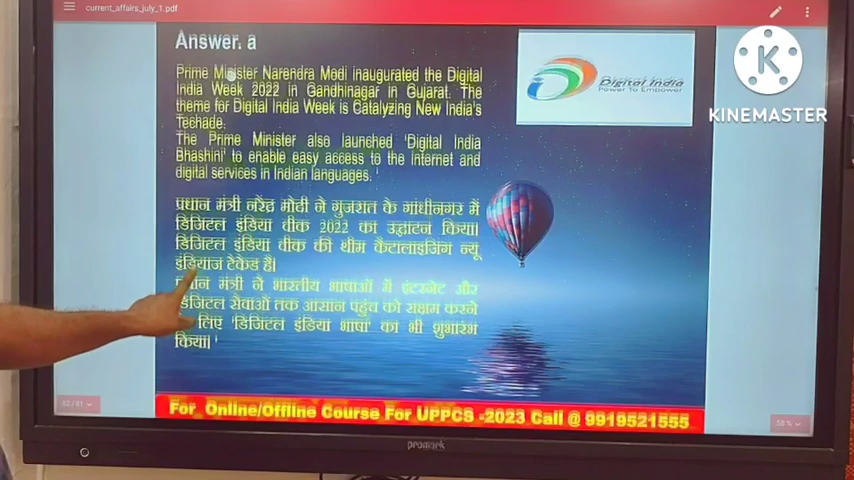 current_affairs_july_1.pdf
Answer. a
Prime Minister Narendra Modi inaugurated the Digital
India Week 2022 in Gandhinagar in Gujarat. The
theme for Digital India Week is Catalyzing New India's
Techade.
The Prime Minister also launched 'Digital India
Bhashini' to enable easy access to the Internet and
digital services in Indian languages. '
प्रधान मंत्री नरेंद्र मोदी ने गुजरात के गांधीनगर में
डिजिटल इंडिया वीक 2022 का उद्घाटन किया।
डिजिटल इंडिया वीक की थीम कैटालाइजिंग न्यू
इंडियाज टेकेड है।
मंत्री ने भारतीय भाषाओं में इंटरनेट और
डिजिटल सेवाओं तक आसान पहुंच को सक्षम करने
लिए 'डिजिटल इंडिया भाषा' का भी शुभारंभ
किया। '
Digital India
Power To Empower
K
KINEMASTER
For Online/Offline Course For UPPCS -2023 Call @ 9919521555
62 / 81
58 %
promark